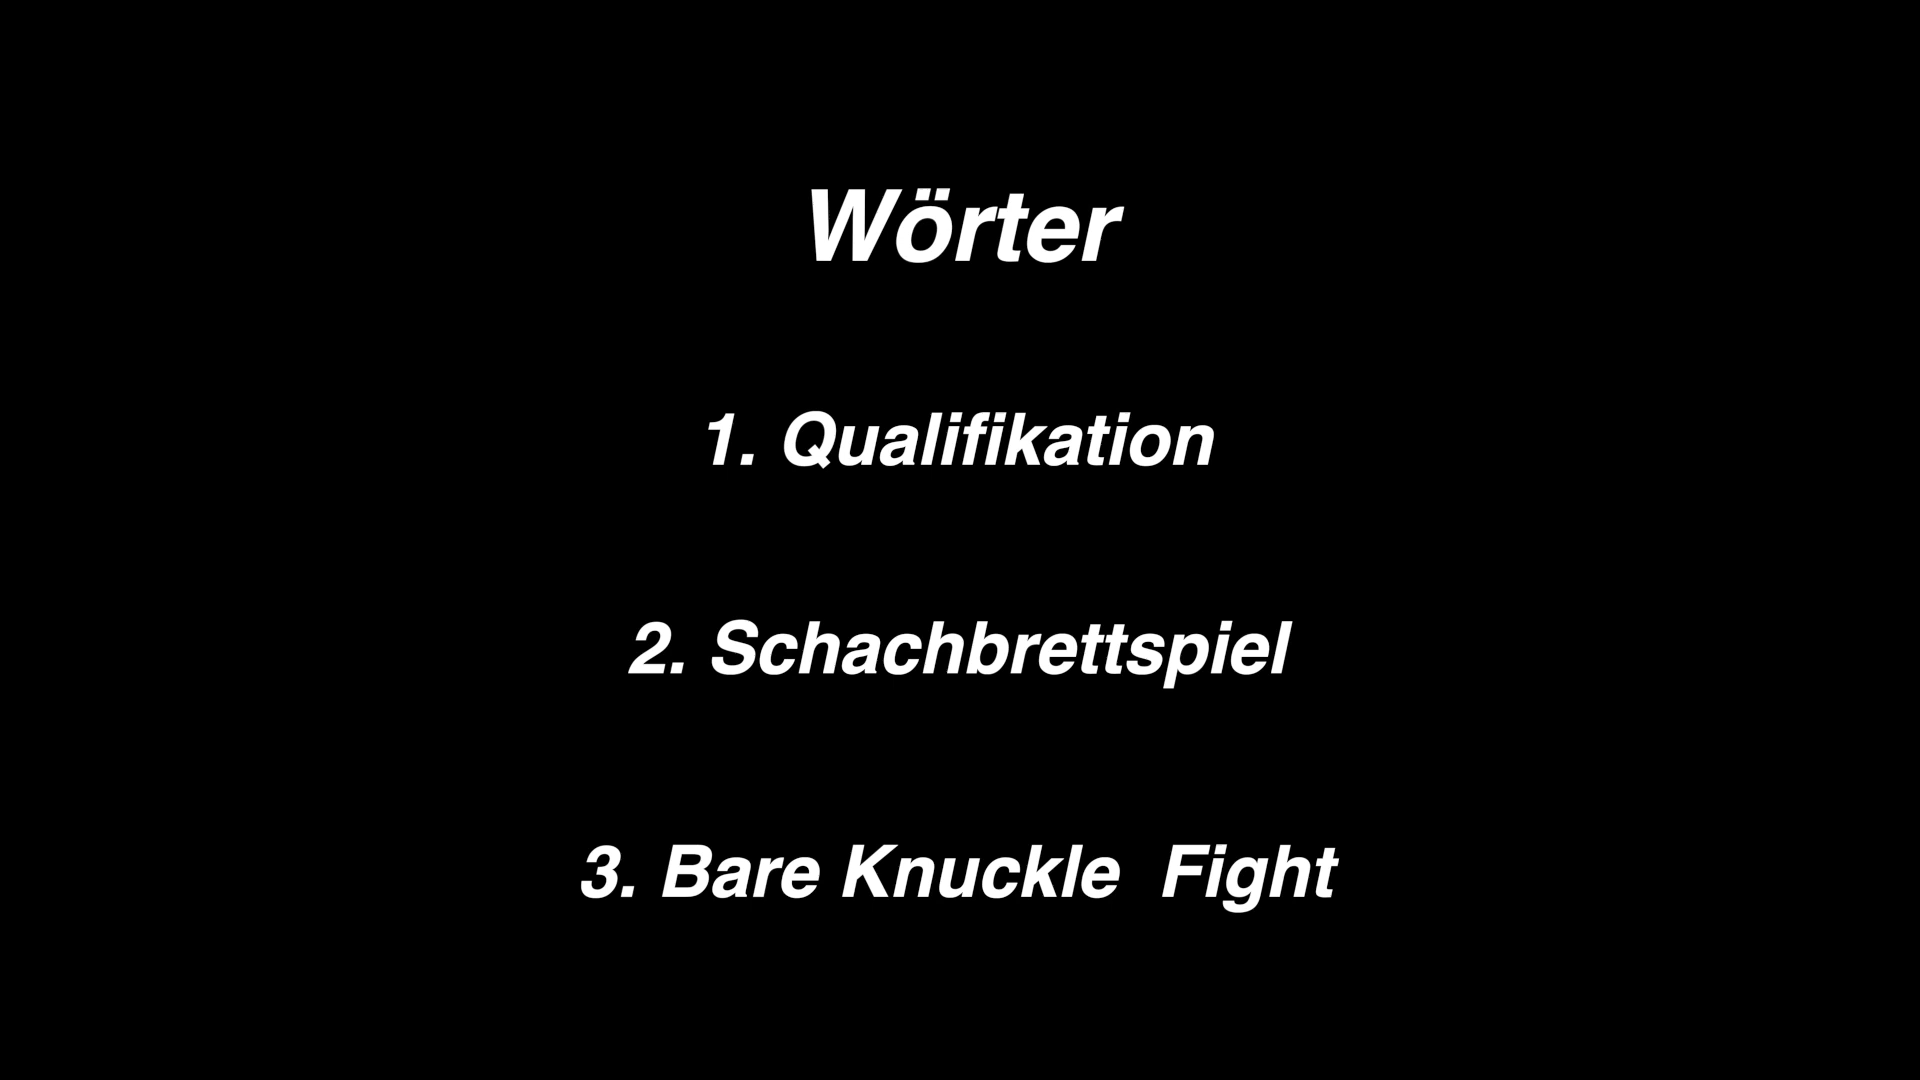 Wörter
1. Qualifikation
2. Schachbrettspiel
3. Bare Knuckle  Fight